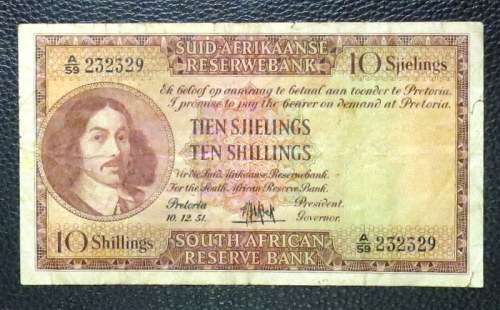 SUID-AFRIKAANSE
RESERWEBANK
10 Sjielings
A/59 232329
Ek beloof op aanvrag te betaal aan toonder te Pretoria.
I promise to pay the bearer on demand at Pretoria.
TIEN SJIELINGS
TEN SHILLINGS
Vir die Suid Afrikaanse Reservebank.
For the South African Reserve Bank.
Pretoria
10.12.51.
President.
Governor.
10 Shillings
SOUTH AFRICAN
RESERVE BANK
A/59 232329